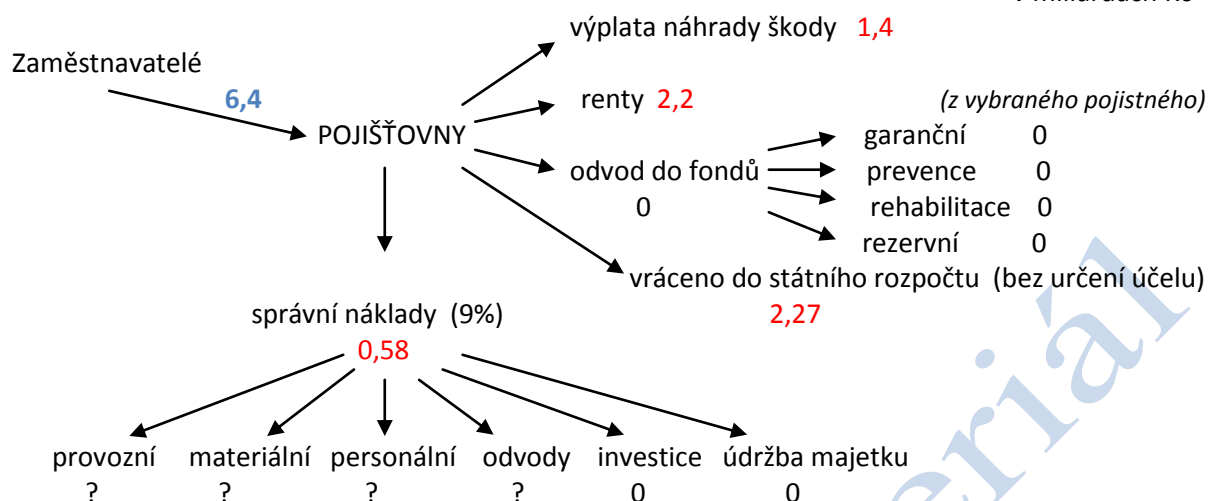 výplata náhrady škody 1,4
Zaměstnavatelé
6,4
renty 2,2
(z vybraného pojistného)
POJIŠŤOVNY
garanční 0
odvod do fondů
prevence 0
0
rehabilitace 0
rezervní 0
vráceno do státního rozpočtu (bez určení účelu)
2,27
správní náklady (9%)
0,58
provozní materiální personální odvody investice údržba majetku
? ? ? ? 0 0